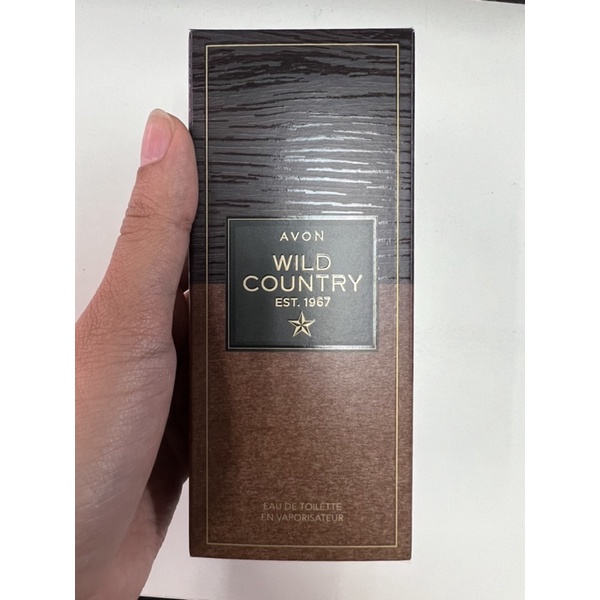 AVON
WILD
COUNTRY
EST. 1967
EAU DE TOILETTE
EN VAPORISATEUR